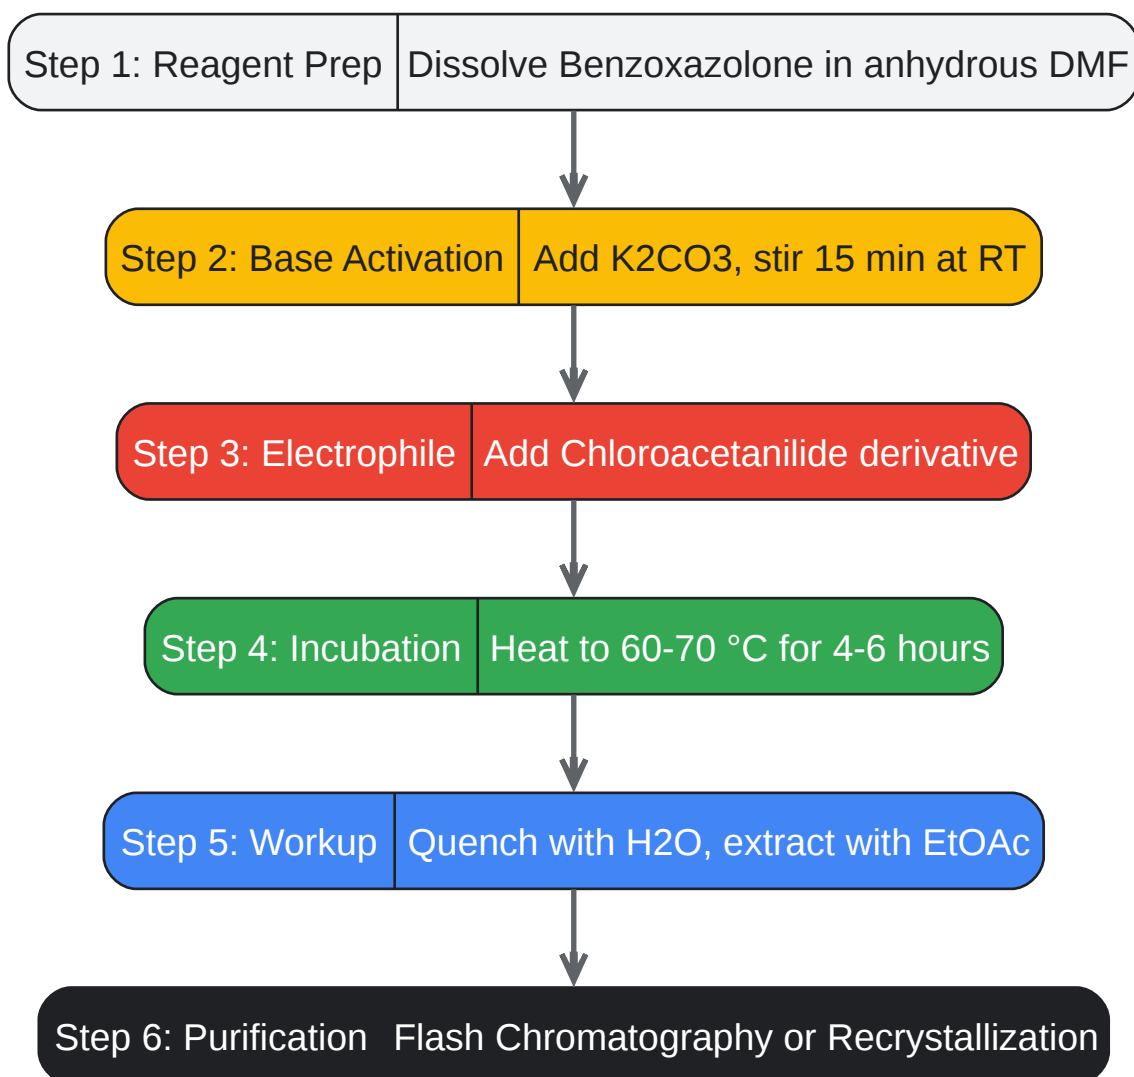 Step 1: Reagent Prep Dissolve Benzoxazolone in anhydrous DMF
Step 2: Base Activation Add K2CO3, stir 15 min at RT
Step 3: Electrophile Add Chloroacetanilide derivative
Step 4: Incubation Heat to 60-70 °C for 4-6 hours
Step 5: Workup Quench with H2O, extract with EtOAc
Step 6: Purification Flash Chromatography or Recrystallization